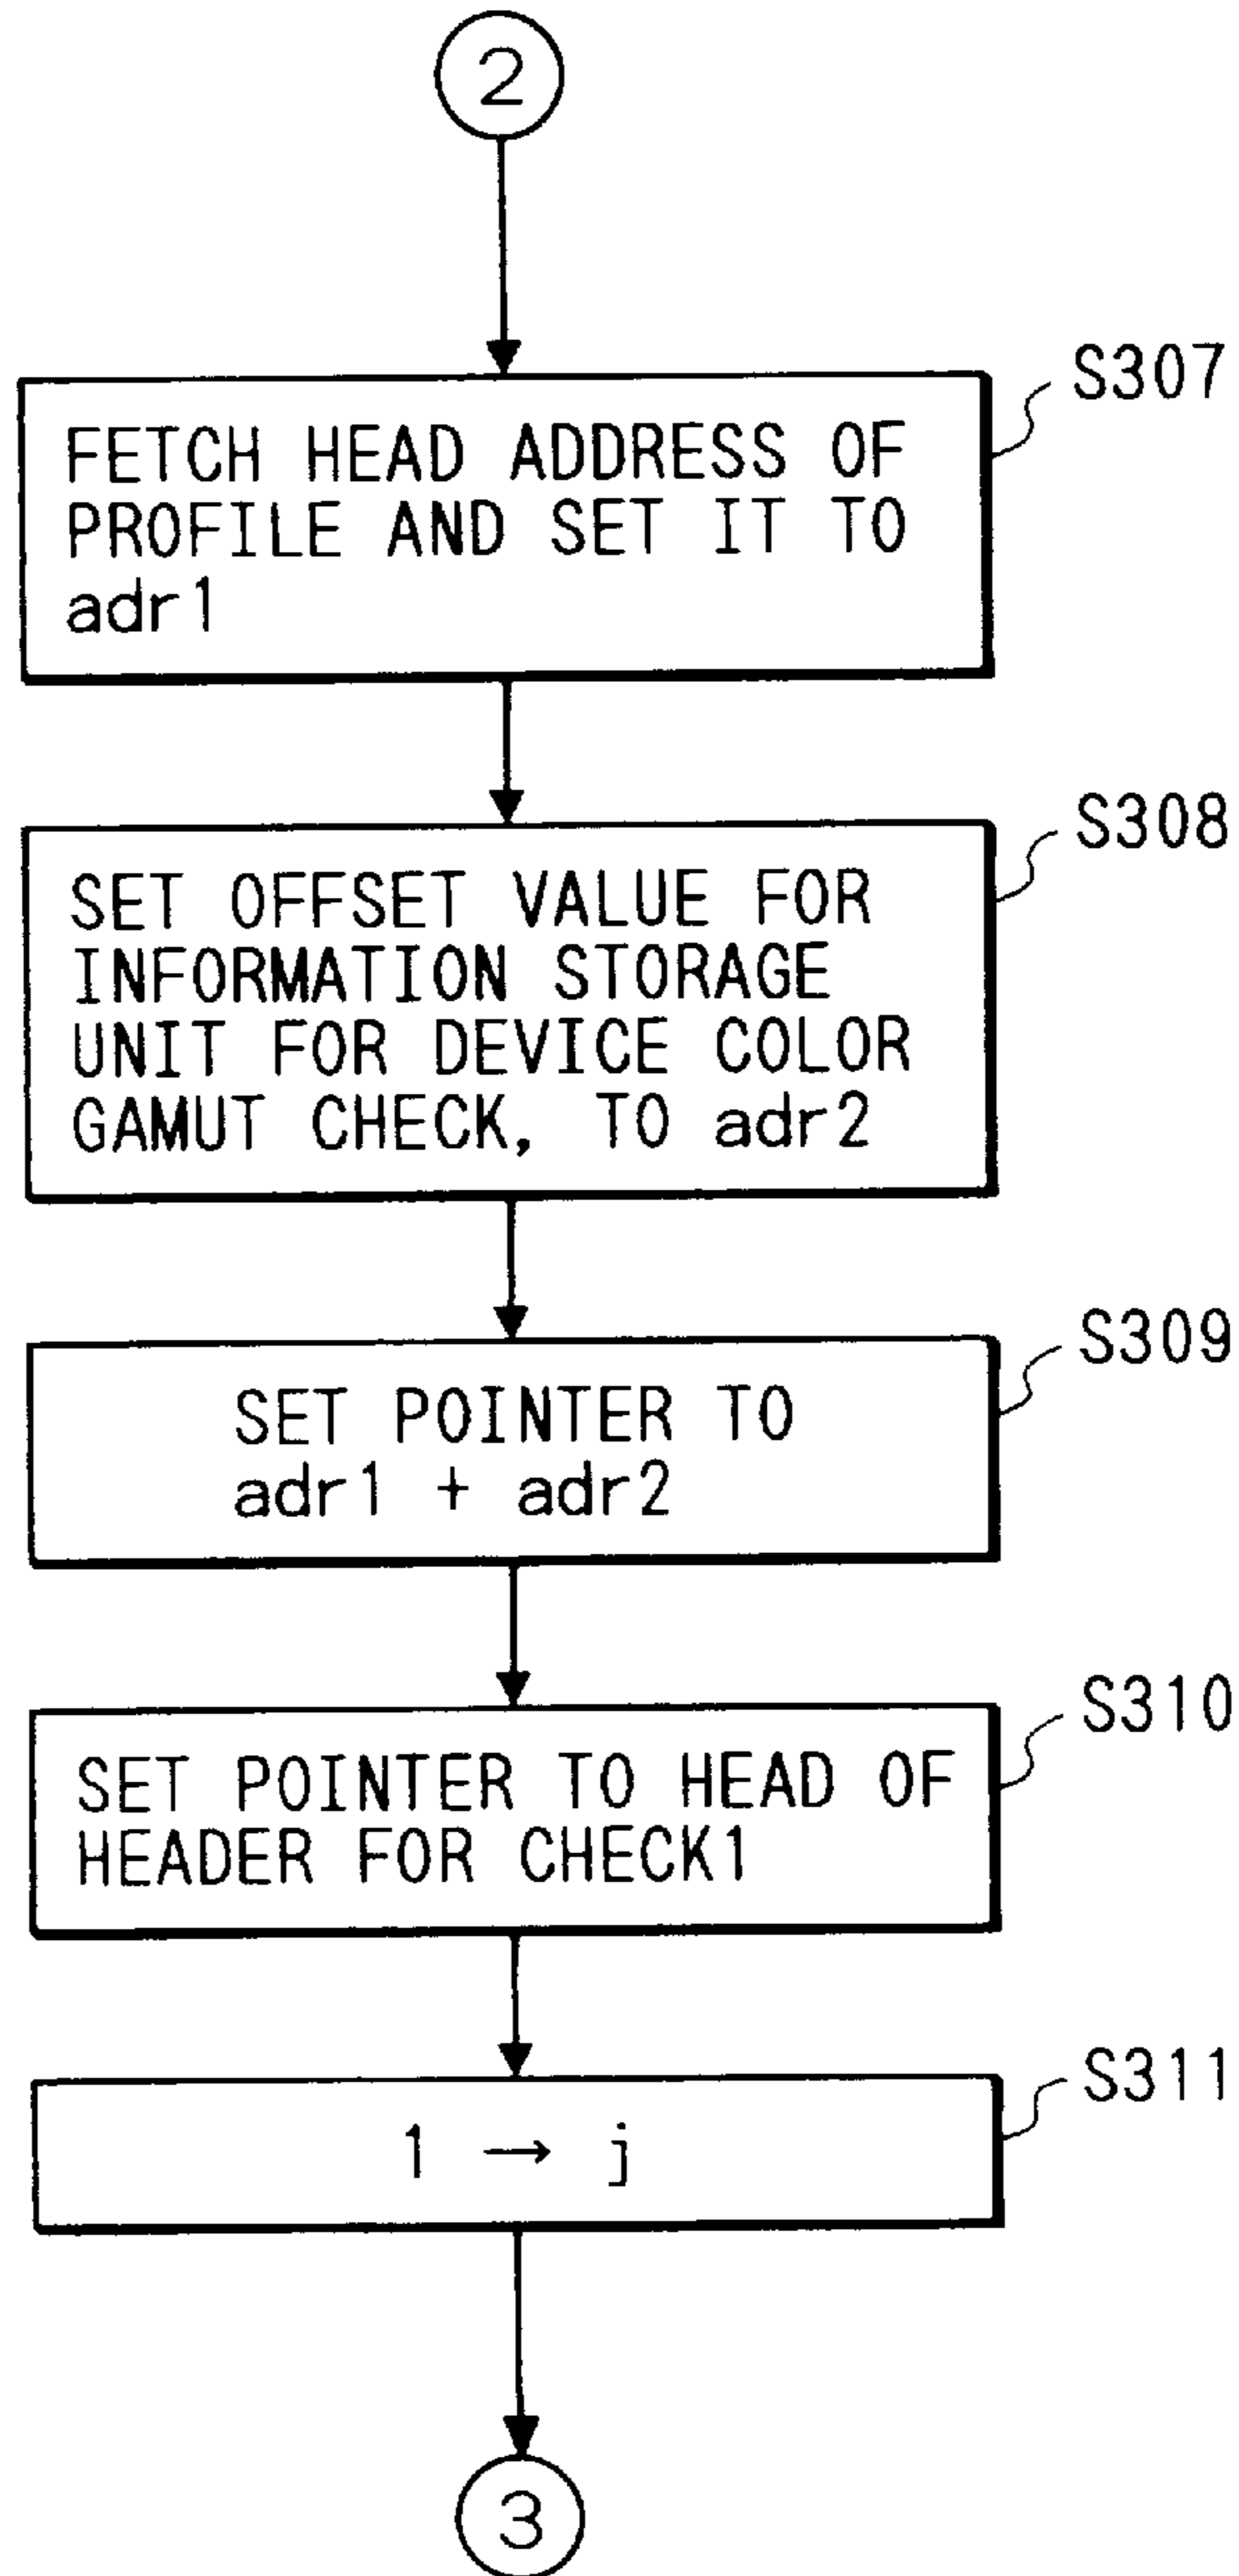 2
S307
FETCH HEAD ADDRESS OF
PROFILE AND SET IT TO
adr1
S308
SET OFFSET VALUE FOR
INFORMATION STORAGE
UNIT FOR DEVICE COLOR
GAMUT CHECK, TO adr2
S309
SET POINTER TO
adr1 + adr2
S310
SET POINTER TO HEAD OF
HEADER FOR CHECK1
S311
1 → j
3